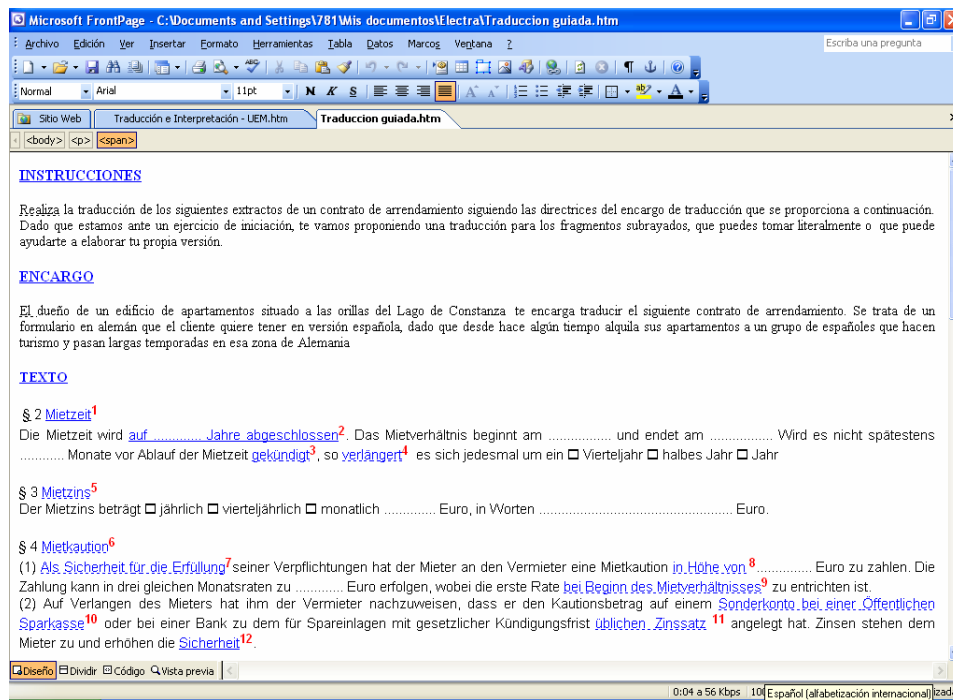 Microsoft FrontPage - C:\Documents and Settings\781\Mis documentos\Electra\Traduccion guiada.htm
Archivo Edición Ver Insertar Formato Herramientas Tabla Datos Marcos Ventana ? Escriba una pregunta
Normal Arial 11pt N K S
Sitio Web Traducción e Interpretación - UEM.htm Traduccion guiada.htm
<body> <p> <span>
INSTRUCCIONES
Realiza la traducción de los siguientes extractos de un contrato de arrendamiento siguiendo las directrices del encargo de traducción que se proporciona a continuación.
Dado que estamos ante un ejercicio de iniciación, te vamos proponiendo una traducción para los fragmentos subrayados, que puedes tomar literalmente o que puede
ayudarte a elaborar tu propia versión.
ENCARGO
El dueño de un edificio de apartamentos situado a las orillas del Lago de Constanza te encarga traducir el siguiente contrato de arrendamiento. Se trata de un
formulario en alemán que el cliente quiere tener en versión española, dado que desde hace algún tiempo alquila sus apartamentos a un grupo de españoles que hacen
turismo y pasan largas temporadas en esa zona de Alemania
TEXTO
§ 2 Mietzeit1
Die Mietzeit wird auf ............. Jahre abgeschlossen2. Das Mietverhältnis beginnt am ................ und endet am ................ Wird es nicht spätestens
........... Monate vor Ablauf der Mietzeit gekündigt3, so verlängert4 es sich jedesmal um ein □ Vierteljahr □ halbes Jahr □ Jahr
§ 3 Mietzins5
Der Mietzins beträgt □ jährlich □ vierteljährlich □ monatlich ............. Euro, in Worten ................................................. Euro.
§ 4 Mietkaution6
(1) Als Sicherheit für die Erfüllung7 seiner Verpflichtungen hat der Mieter an den Vermieter eine Mietkaution in Höhe von 8.............. Euro zu zahlen. Die
Zahlung kann in drei gleichen Monatsraten zu ............ Euro erfolgen, wobei die erste Rate bei Beginn des Mietverhältnisses9 zu entrichten ist.
(2) Auf Verlangen des Mieters hat ihm der Vermieter nachzuweisen, dass er den Kautionsbetrag auf einem Sonderkonto bei einer Öffentlichen
Sparkasse10 oder bei einer Bank zu dem für Spareinlagen mit gesetzlicher Kündigungsfrist üblichen Zinssatz 11 angelegt hat. Zinsen stehen dem
Mieter zu und erhöhen die Sicherheit12.
Diseño Dividir Código Vista previa
0:04 a 56 Kbps Español (alfabetización internacional)